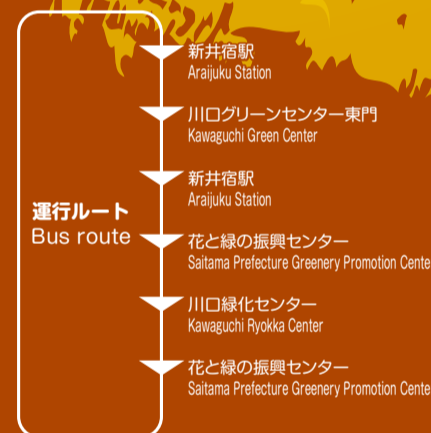 新井宿駅
Araijuku Station
川口グリーンセンター東門
Kawaguchi Green Center
新井宿駅
Araijuku Station
運行ルート
Bus route
花と緑の振興センター
Saitama Prefecture Greenery Promotion Cente
川口緑化センター
Kawaguchi Ryokka Center
花と緑の振興センター
Saitama Prefecture Greenery Promotion Cente